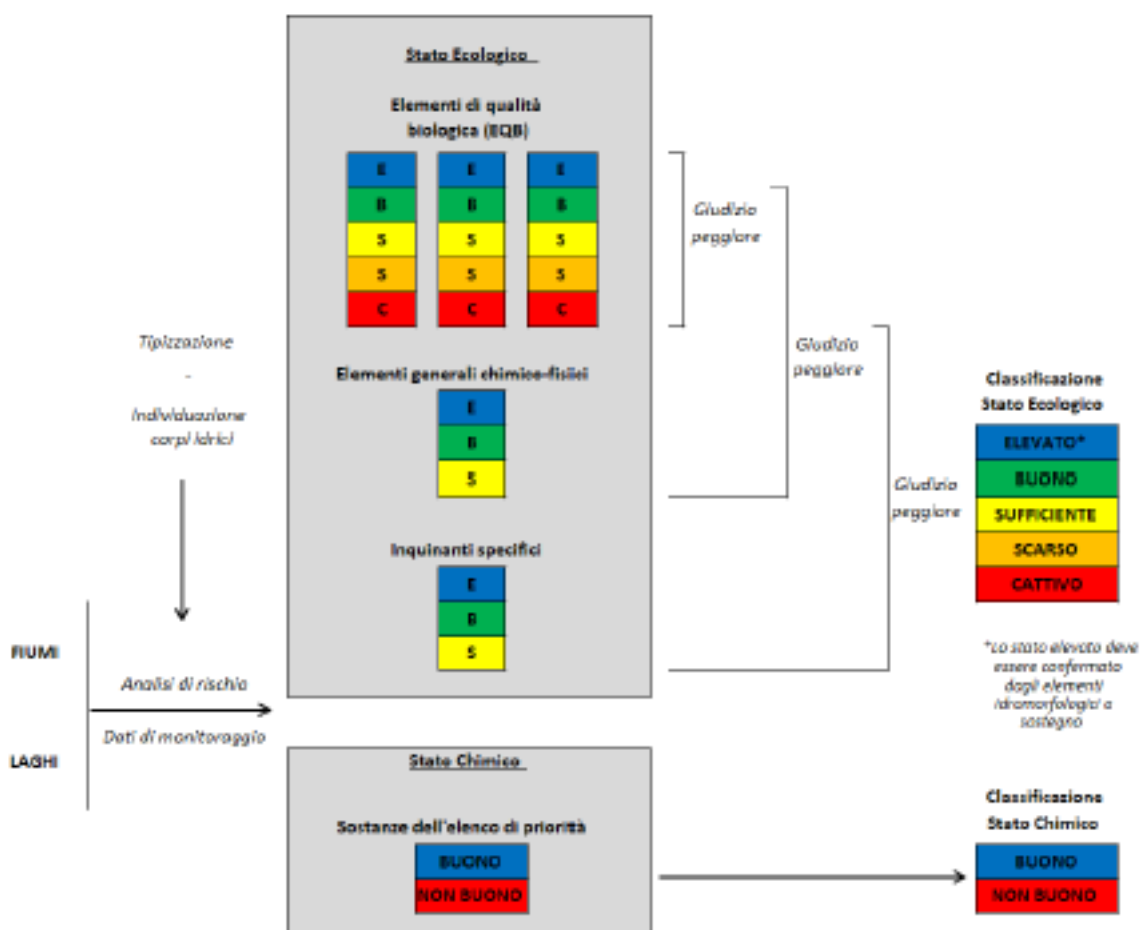 Stato Ecologico
Elementi di qualità
biologica (EQB)
E E E
B B B
S S S
S S S
C C C
Giudizio
peggiore
Giudizio
peggiore
Giudizio
peggiore
Tipizzazione
-
Individuazione
corpi idrici
Elementi generali chimico-fisici
E
B
S
Inquinanti specifici
E
B
S
Classificazione
Stato Ecologico
ELEVATO*
BUONO
SUFFICIENTE
SCARSO
CATTIVO
*Lo stato elevato deve
essere confermato
dagli elementi
idromorfologici a
sostegno
FIUMI
LAGHI
Analisi di rischio
Dati di monitoraggio
Stato Chimico
Sostanze dell'elenco di priorità
BUONO
NON BUONO
Classificazione
Stato Chimico
BUONO
NON BUONO